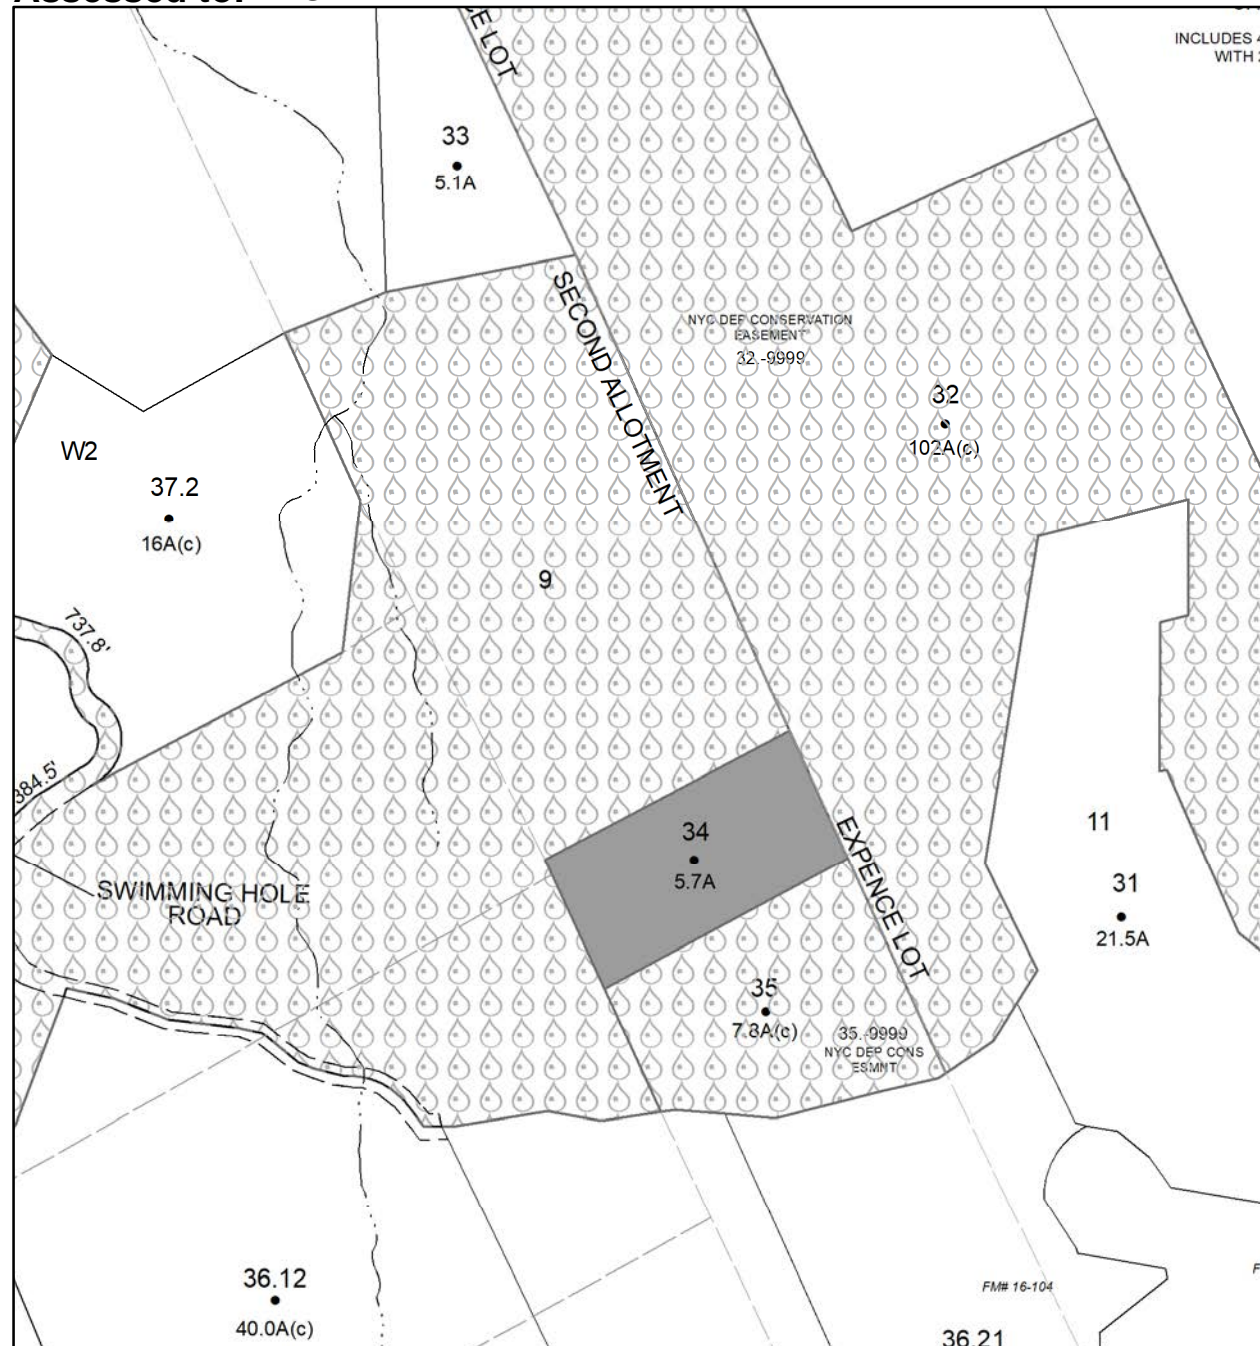 Assessed to:
CE LOT
INCLUDES 4
WITH
33
5.1A
SECOND ALLOTMENT
NYC DEP CONSERVATION
EASEMENT
32.-9999
32
102A(c)
W2
37.2
16A(c)
9
737.8'
384.5'
34
5.7A
EXPENCE LOT
11
31
21.5A
SWIMMING HOLE
ROAD
35
7.8A(c)
35.-9999
NYC DEP CONS
ESMNT
36.12
40.0A(c)
FM# 16-104
F
36.21